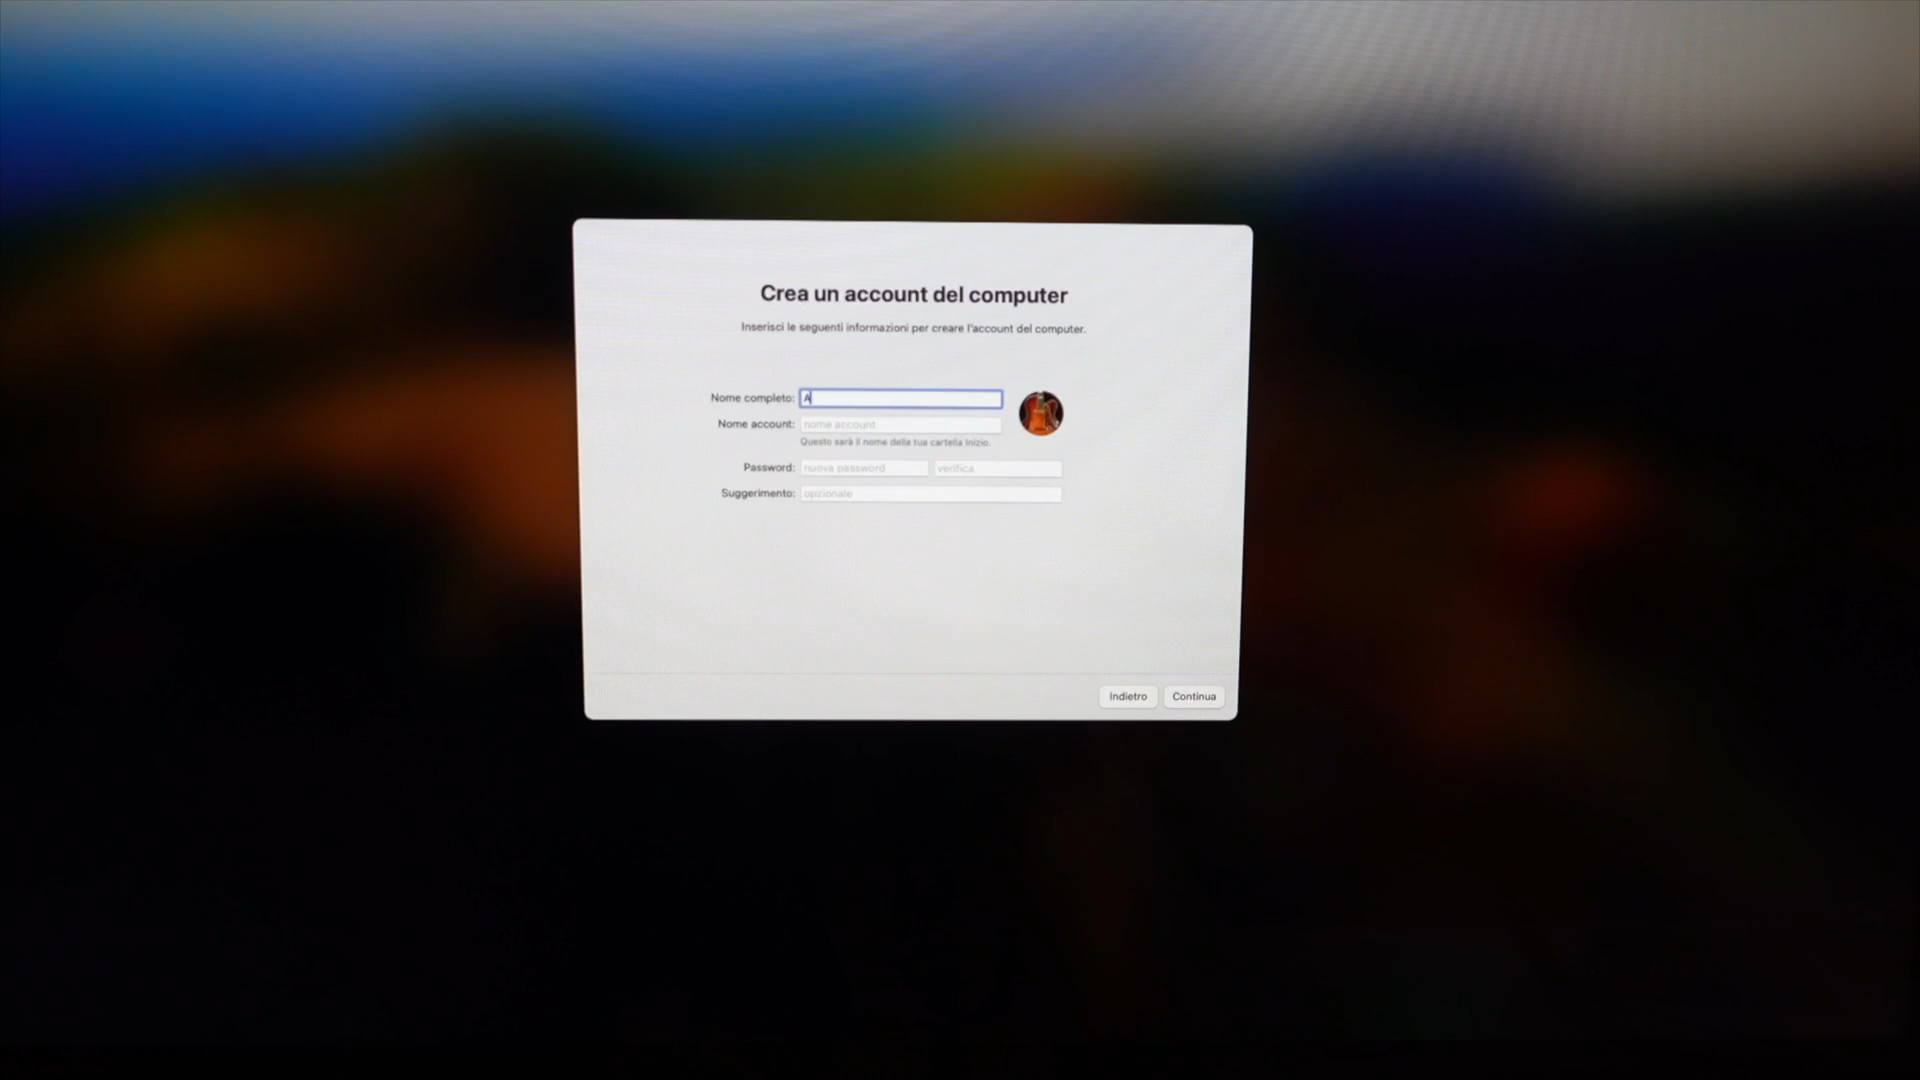 Crea un account del computer
Inserisci le seguenti informazioni per creare l'account del computer.
Nome completo: A
Nome account: nome account
Questo sarà il nome della tua cartella Inizio.
Password: nuova password verifica
Suggerimento: opzionale
Indietro Continua